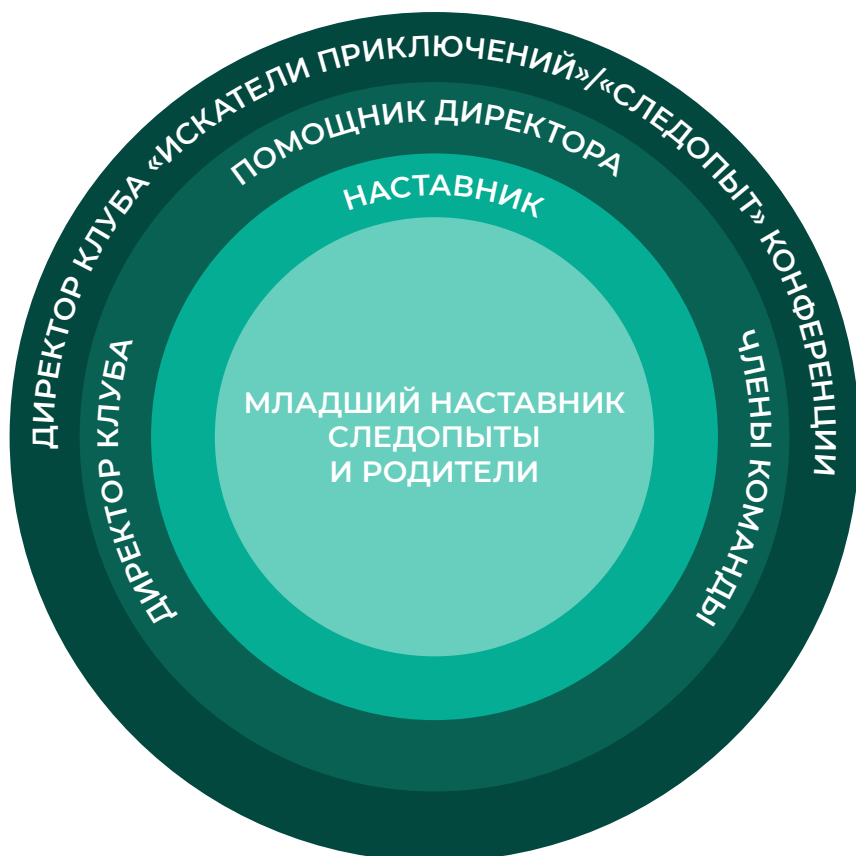 ДИРЕКТОР КЛУБА «ИСКАТЕЛИ ПРИКЛЮЧЕНИЙ»/«СЛЕДОПЫТ» КОНФЕРЕНЦИИ
ДИРЕКТОР КЛУБА
ПОМОЩНИК ДИРЕКТОРА
ЧЛЕНЫ КОМАНДЫ
НАСТАВНИК
МЛАДШИЙ НАСТАВНИК
СЛЕДОПЫТЫ
И РОДИТЕЛИ